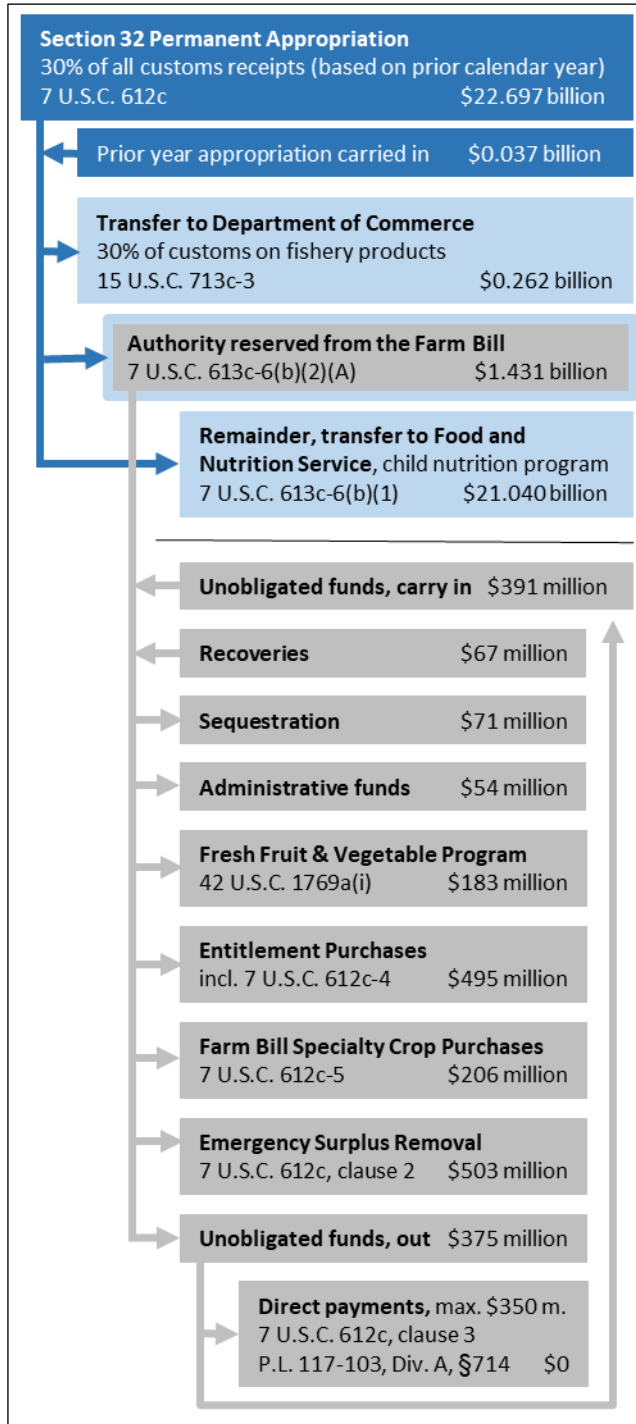 Section 32 Permanent Appropriation
30% of all customs receipts (based on prior calendar year)
7 U.S.C. 612c $22.697 billion
Prior year appropriation carried in $0.037 billion
Transfer to Department of Commerce
30% of customs on fishery products
15 U.S.C. 713c-3 $0.262 billion
Authority reserved from the Farm Bill
7 U.S.C. 613c-6(b)(2)(A) $1.431 billion
Remainder, transfer to Food and
Nutrition Service, child nutrition program
7 U.S.C. 613c-6(b)(1) $21.040 billion
Unobligated funds, carry in $391 million
Recoveries $67 million
Sequestration $71 million
Administrative funds $54 million
Fresh Fruit & Vegetable Program
42 U.S.C. 1769a(i) $183 million
Entitlement Purchases
incl. 7 U.S.C. 612c-4 $495 million
Farm Bill Specialty Crop Purchases
7 U.S.C. 612c-5 $206 million
Emergency Surplus Removal
7 U.S.C. 612c, clause 2 $503 million
Unobligated funds, out $375 million
Direct payments, max. $350 m.
7 U.S.C. 612c, clause 3
P.L. 117-103, Div. A, §714 $0